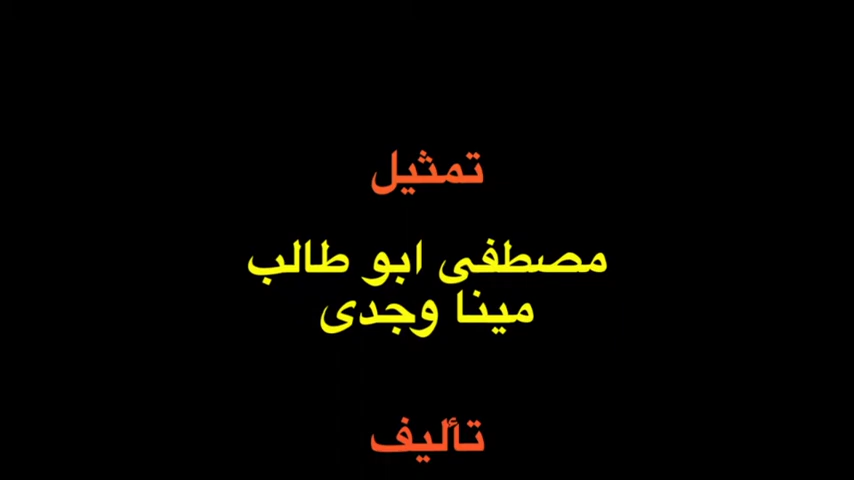 تمثيل
مصطفى ابو طالب
مينا وجدى
تأليف